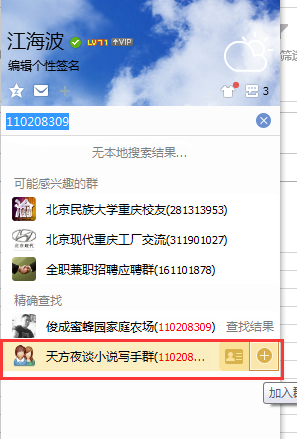 江海波 LV71 VIP
编辑个性签名
3
筛选
110208309
无本地搜索结果...
可能感兴趣的群
北京民族大学重庆校友(281313953)
北京现代重庆工厂交流(311901027)
全职兼职招聘应聘群(161101878)
精确查找
俊成蜜蜂园家庭农场(110208309) 查找结果
天方夜谈小说写手群(110208...
加入群